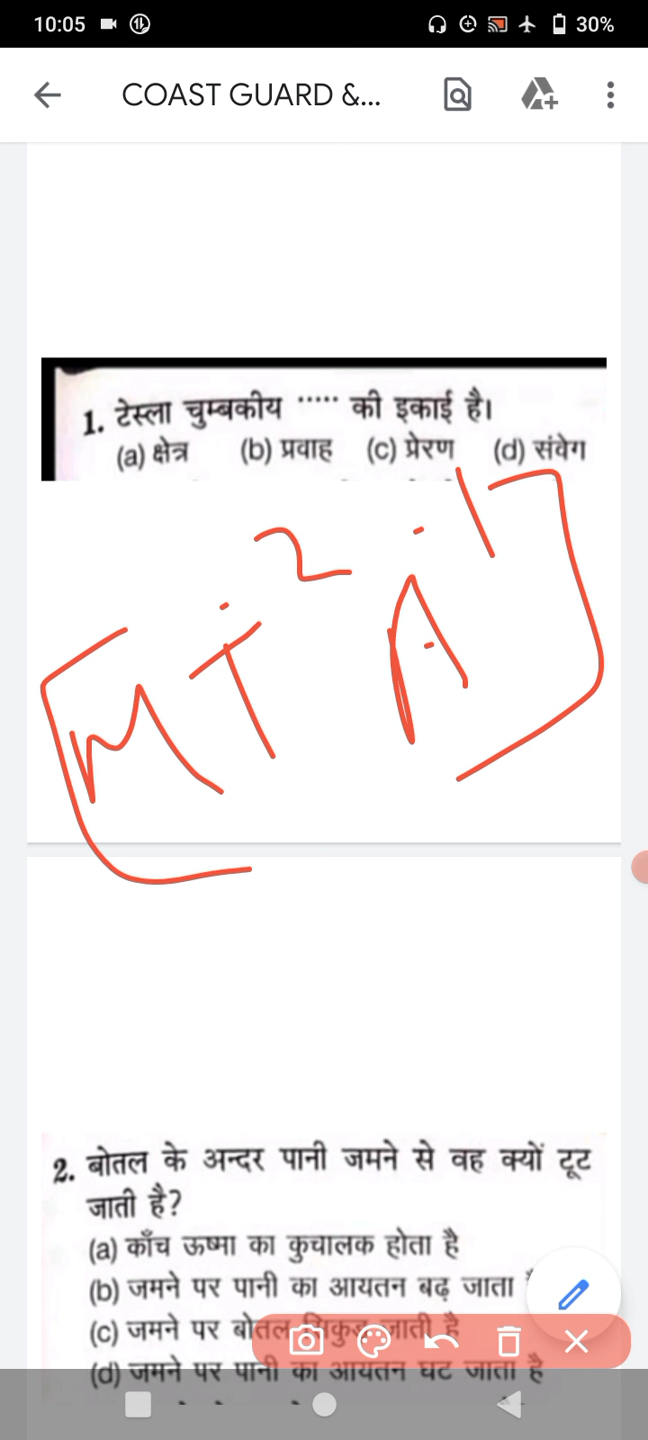 10:05 30%
COAST GUARD &...
1. टेस्ला चुम्बकीय ····· की इकाई है।
(a) क्षेत्र (b) प्रवाह (c) प्रेरण (d) संवेग
[MT-2 A-1]
2. बोतल के अन्दर पानी जमने से वह क्यों टूट
जाती है?
(a) काँच ऊष्मा का कुचालक होता है
(b) जमने पर पानी का आयतन बढ़ जाता
(c) जमने पर बोतल सिकुड़ जाती है
(d) जमने पर पानी का आयतन घट जाता है